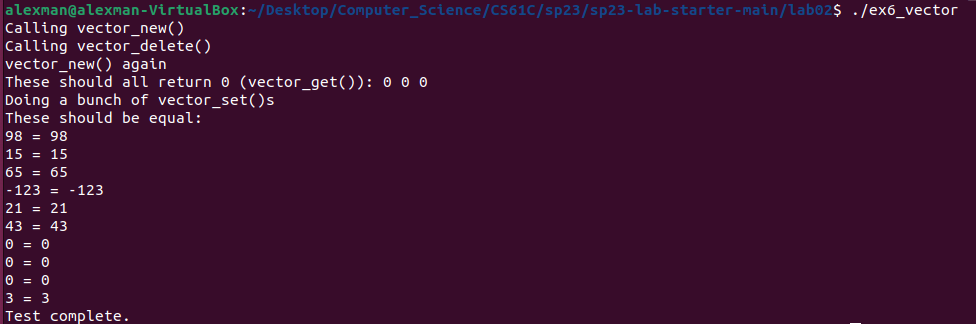 alexman@alexman-VirtualBox:~/Desktop/Computer_Science/CS61C/sp23/sp23-lab-starter-main/lab02$ ./ex6_vector
Calling vector_new()
Calling vector_delete()
vector_new() again
These should all return 0 (vector_get()): 0 0 0
Doing a bunch of vector_set()s
These should be equal:
98 = 98
15 = 15
65 = 65
-123 = -123
21 = 21
43 = 43
0 = 0
0 = 0
0 = 0
3 = 3
Test complete.